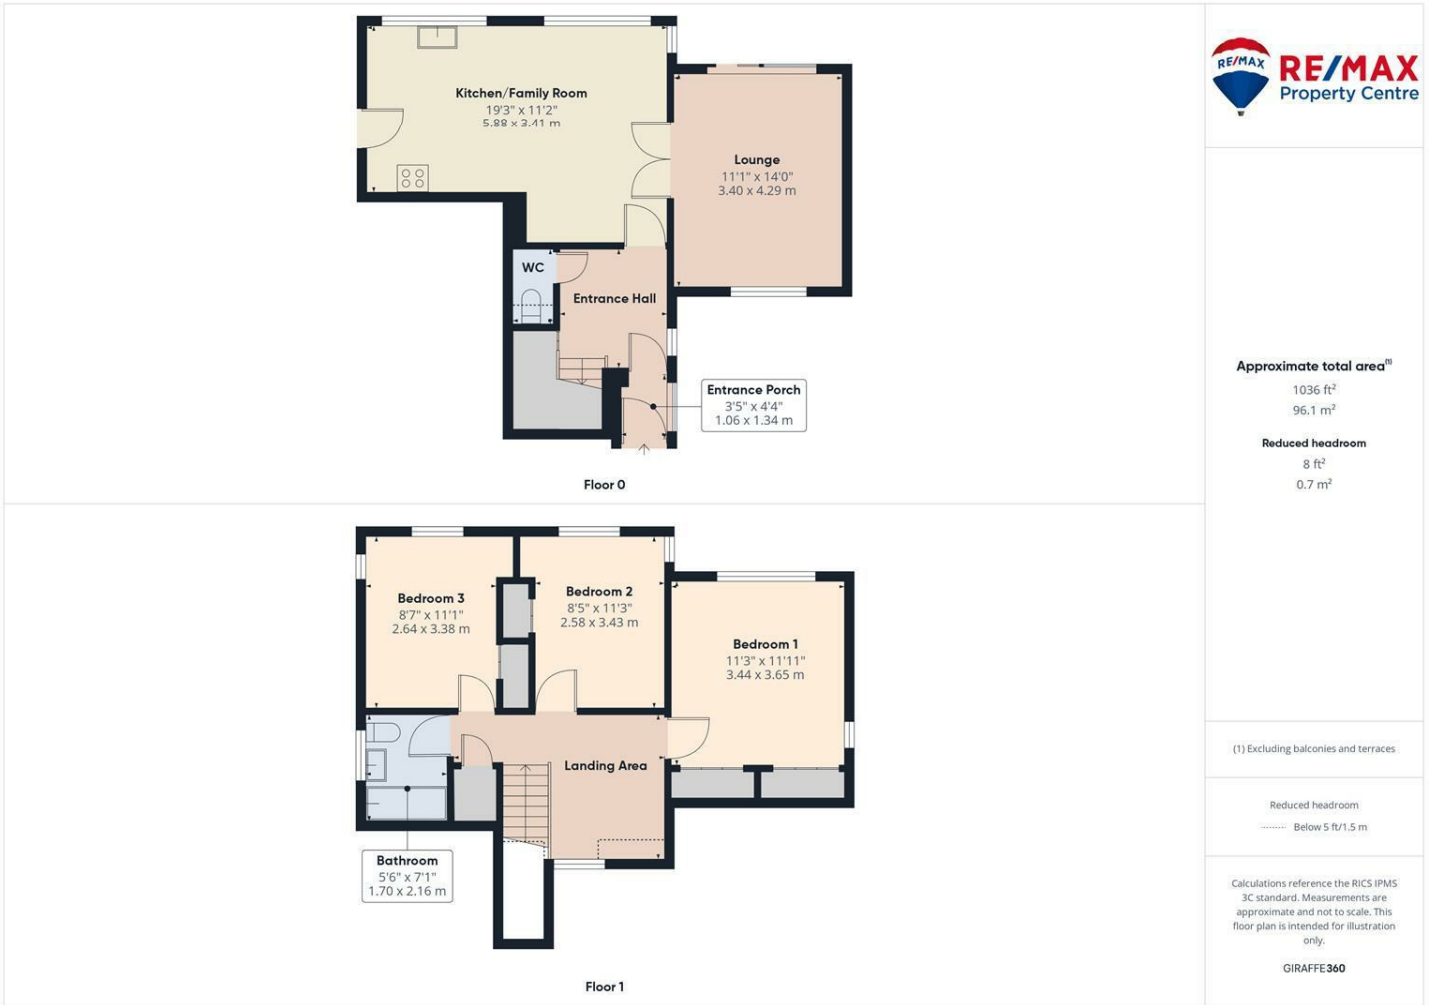 Kitchen/Family Room
19'3" x 11'2"
5.88 x 3.41 m
Lounge
11'1" x 14'0"
3.40 x 4.29 m
WC
Entrance Hall
Entrance Porch
3'5" x 4'4"
1.06 x 1.34 m
Floor 0
Bedroom 3
8'7" x 11'1"
2.64 x 3.38 m
Bedroom 2
8'5" x 11'3"
2.58 x 3.43 m
Bedroom 1
11'3" x 11'11"
3.44 x 3.65 m
Landing Area
Bathroom
5'6" x 7'1"
1.70 x 2.16 m
Floor 1
RE/MAX
RE/MAX
Property Centre
Approximate total area(1)
1036 ft²
96.1 m²
Reduced headroom
8 ft²
0.7 m²
(1) Excluding balconies and terraces
Reduced headroom
Below 5 ft/1.5 m
Calculations reference the RICS IPMS
3C standard. Measurements are
approximate and not to scale. This
floor plan is intended for illustration
only.
GIRAFFE360